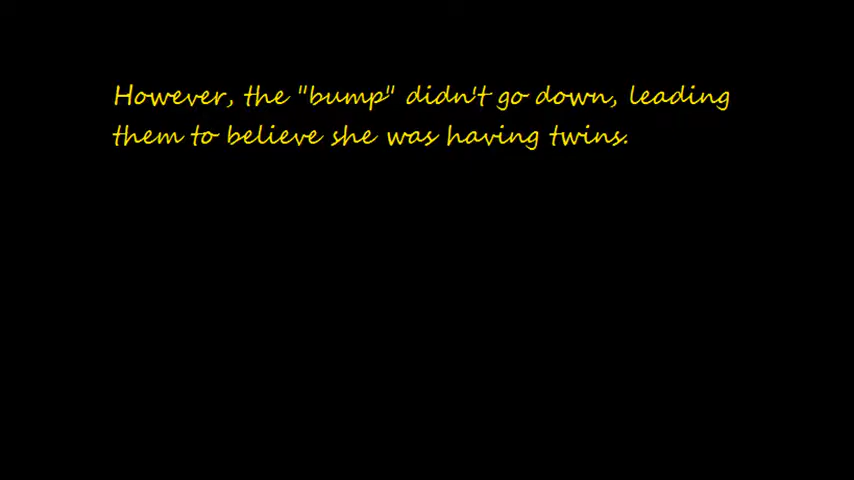 However, the "bump" didn't go down, leading
them to believe she was having twins.